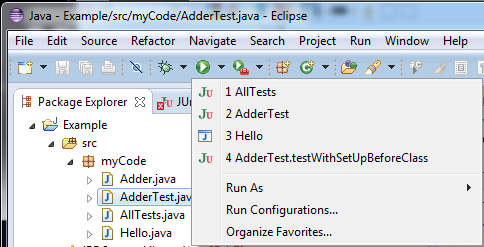 Java - Example/src/myCode/AdderTest.java - Eclipse
File Edit Source Refactor Navigate Search Project Run Window Help
Package Explorer JU
Example
src
myCode
Adder.java
AdderTest.jav
AllTests.java
Hello.java
1 AllTests
2 AdderTest
3 Hello
4 AdderTest.testWithSetUpBeforeClass
Run As
Run Configurations...
Organize Favorites...